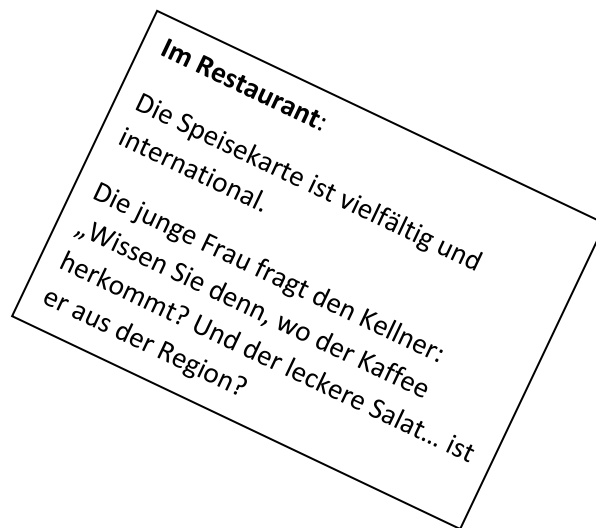 Im Restaurant:
Die Speisekarte ist vielfältig und
international.
Die junge Frau fragt den Kellner:
„Wissen Sie denn, wo der Kaffee
herkommt? Und der leckere Salat… ist
er aus der Region?